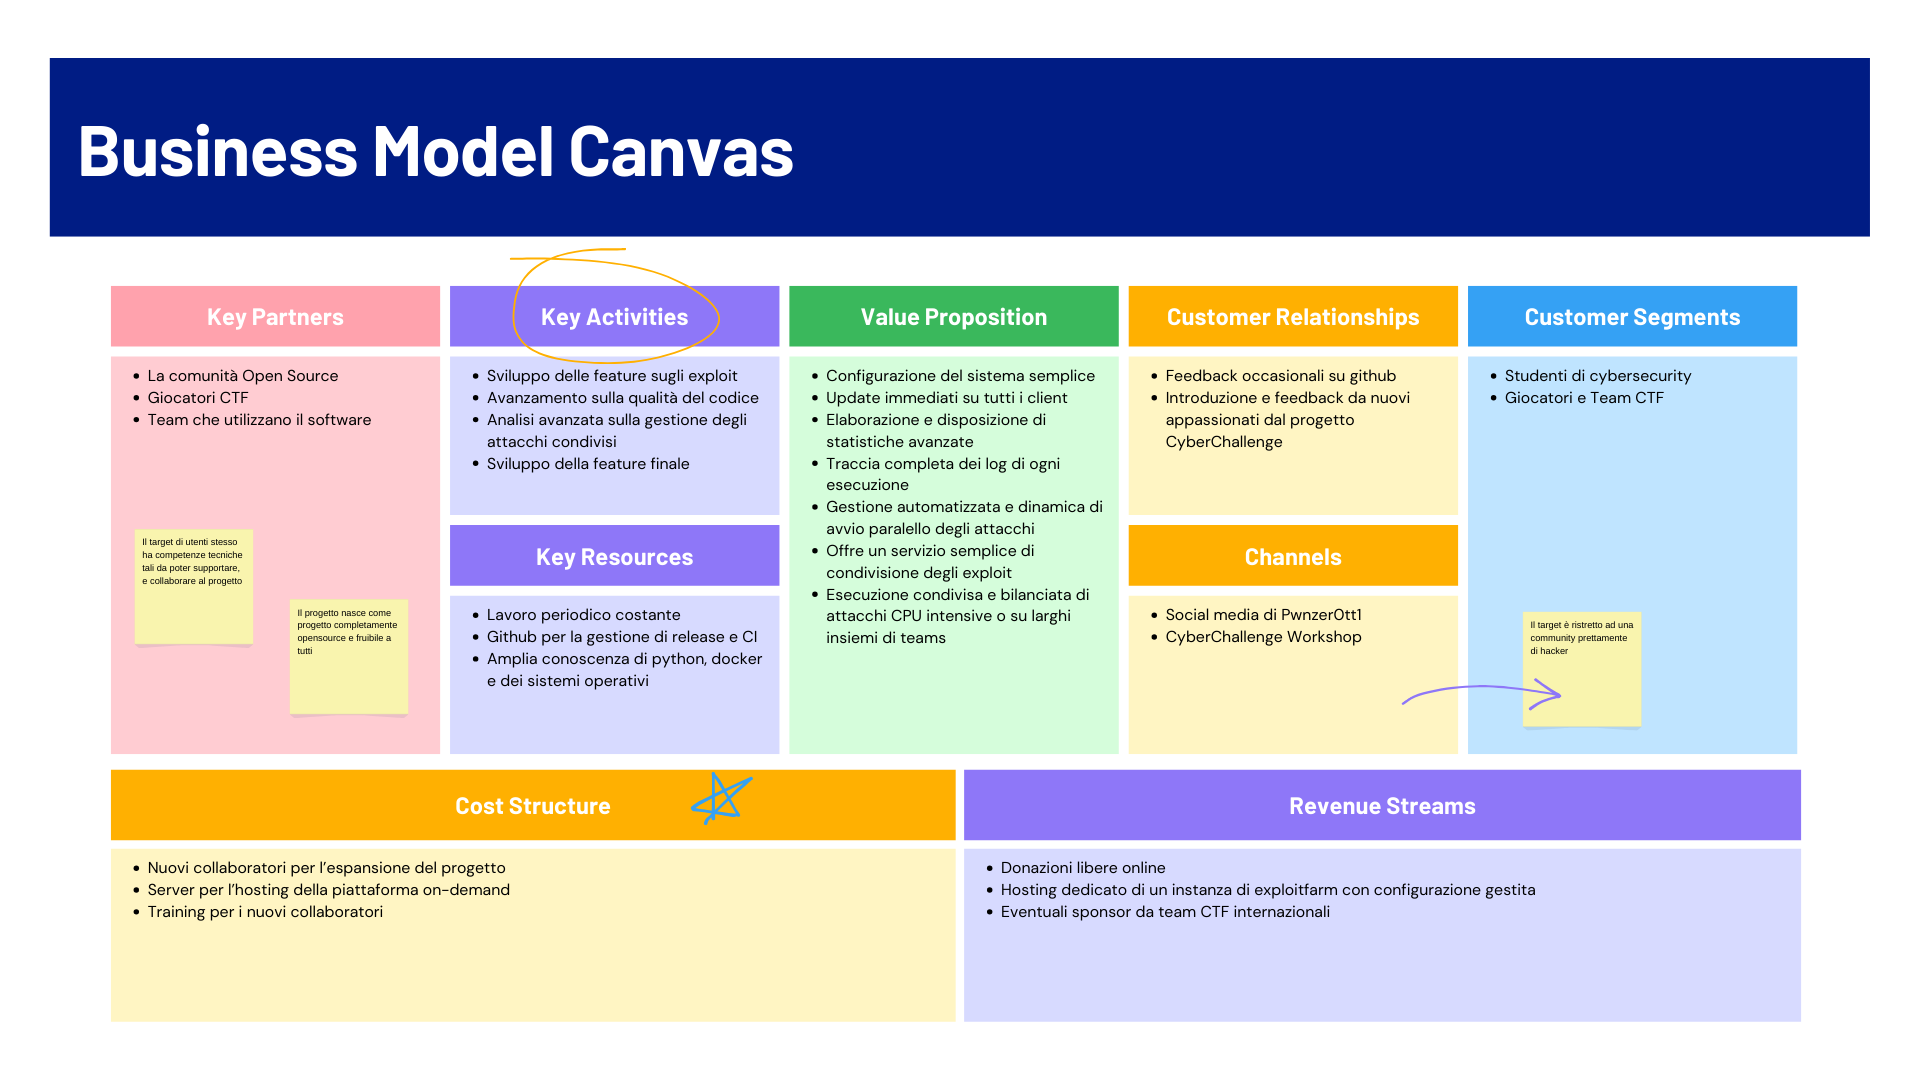 Business Model Canvas
Key Partners
La comunità Open Source
Giocatori CTF
Team che utilizzano il software
Il target di utenti stesso
ha competenze tecniche
tali da poter supportare,
e collaborare al progetto
Il progetto nasce come
progetto completamente
opensource e fruibile a
tutti
Key Activities
Sviluppo delle feature sugli exploit
Avanzamento sulla qualità del codice
Analisi avanzata sulla gestione degli
attacchi condivisi
Sviluppo della feature finale
Key Resources
Lavoro periodico costante
Github per la gestione di release e CI
Amplia conoscenza di python, docker
e dei sistemi operativi
Value Proposition
Configurazione del sistema semplice
Update immediati su tutti i client
Elaborazione e disposizione di
statistiche avanzate
Traccia completa dei log di ogni
esecuzione
Gestione automatizzata e dinamica di
avvio paralello degli attacchi
Offre un servizio semplice di
condivisione degli exploit
Esecuzione condivisa e bilanciata di
attacchi CPU intensive o su larghi
insiemi di teams
Customer Relationships
Feedback occasionali su github
Introduzione e feedback da nuovi
appassionati dal progetto
CyberChallenge
Channels
Social media di Pwnzer0tt1
CyberChallenge Workshop
Customer Segments
Studenti di cybersecurity
Giocatori e Team CTF
Il target è ristretto ad una
community prettamente
di hacker
Cost Structure
Nuovi collaboratori per l'espansione del progetto
Server per l'hosting della piattaforma on-demand
Training per i nuovi collaboratori
Revenue Streams
Donazioni libere online
Hosting dedicato di un instanza di exploitfarm con configurazione gestita
Eventuali sponsor da team CTF internazionali